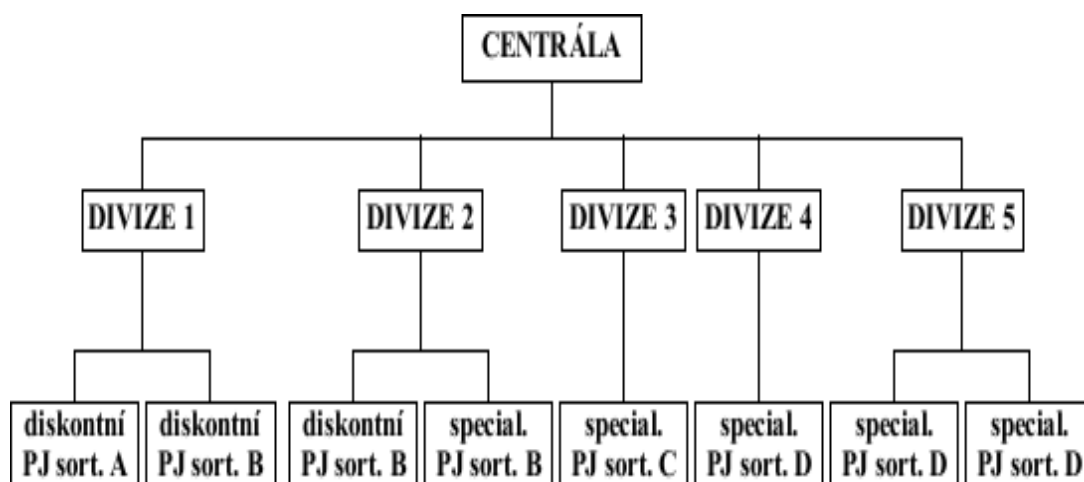 CENTRÁLA
DIVIZE 1
DIVIZE 2
DIVIZE 3
DIVIZE 4
DIVIZE 5
diskontní
PJ sort. A
diskontní
PJ sort. B
diskontní
PJ sort. B
special.
PJ sort. B
special.
PJ sort. C
special.
PJ sort. D
special.
PJ sort. D
special.
PJ sort. D